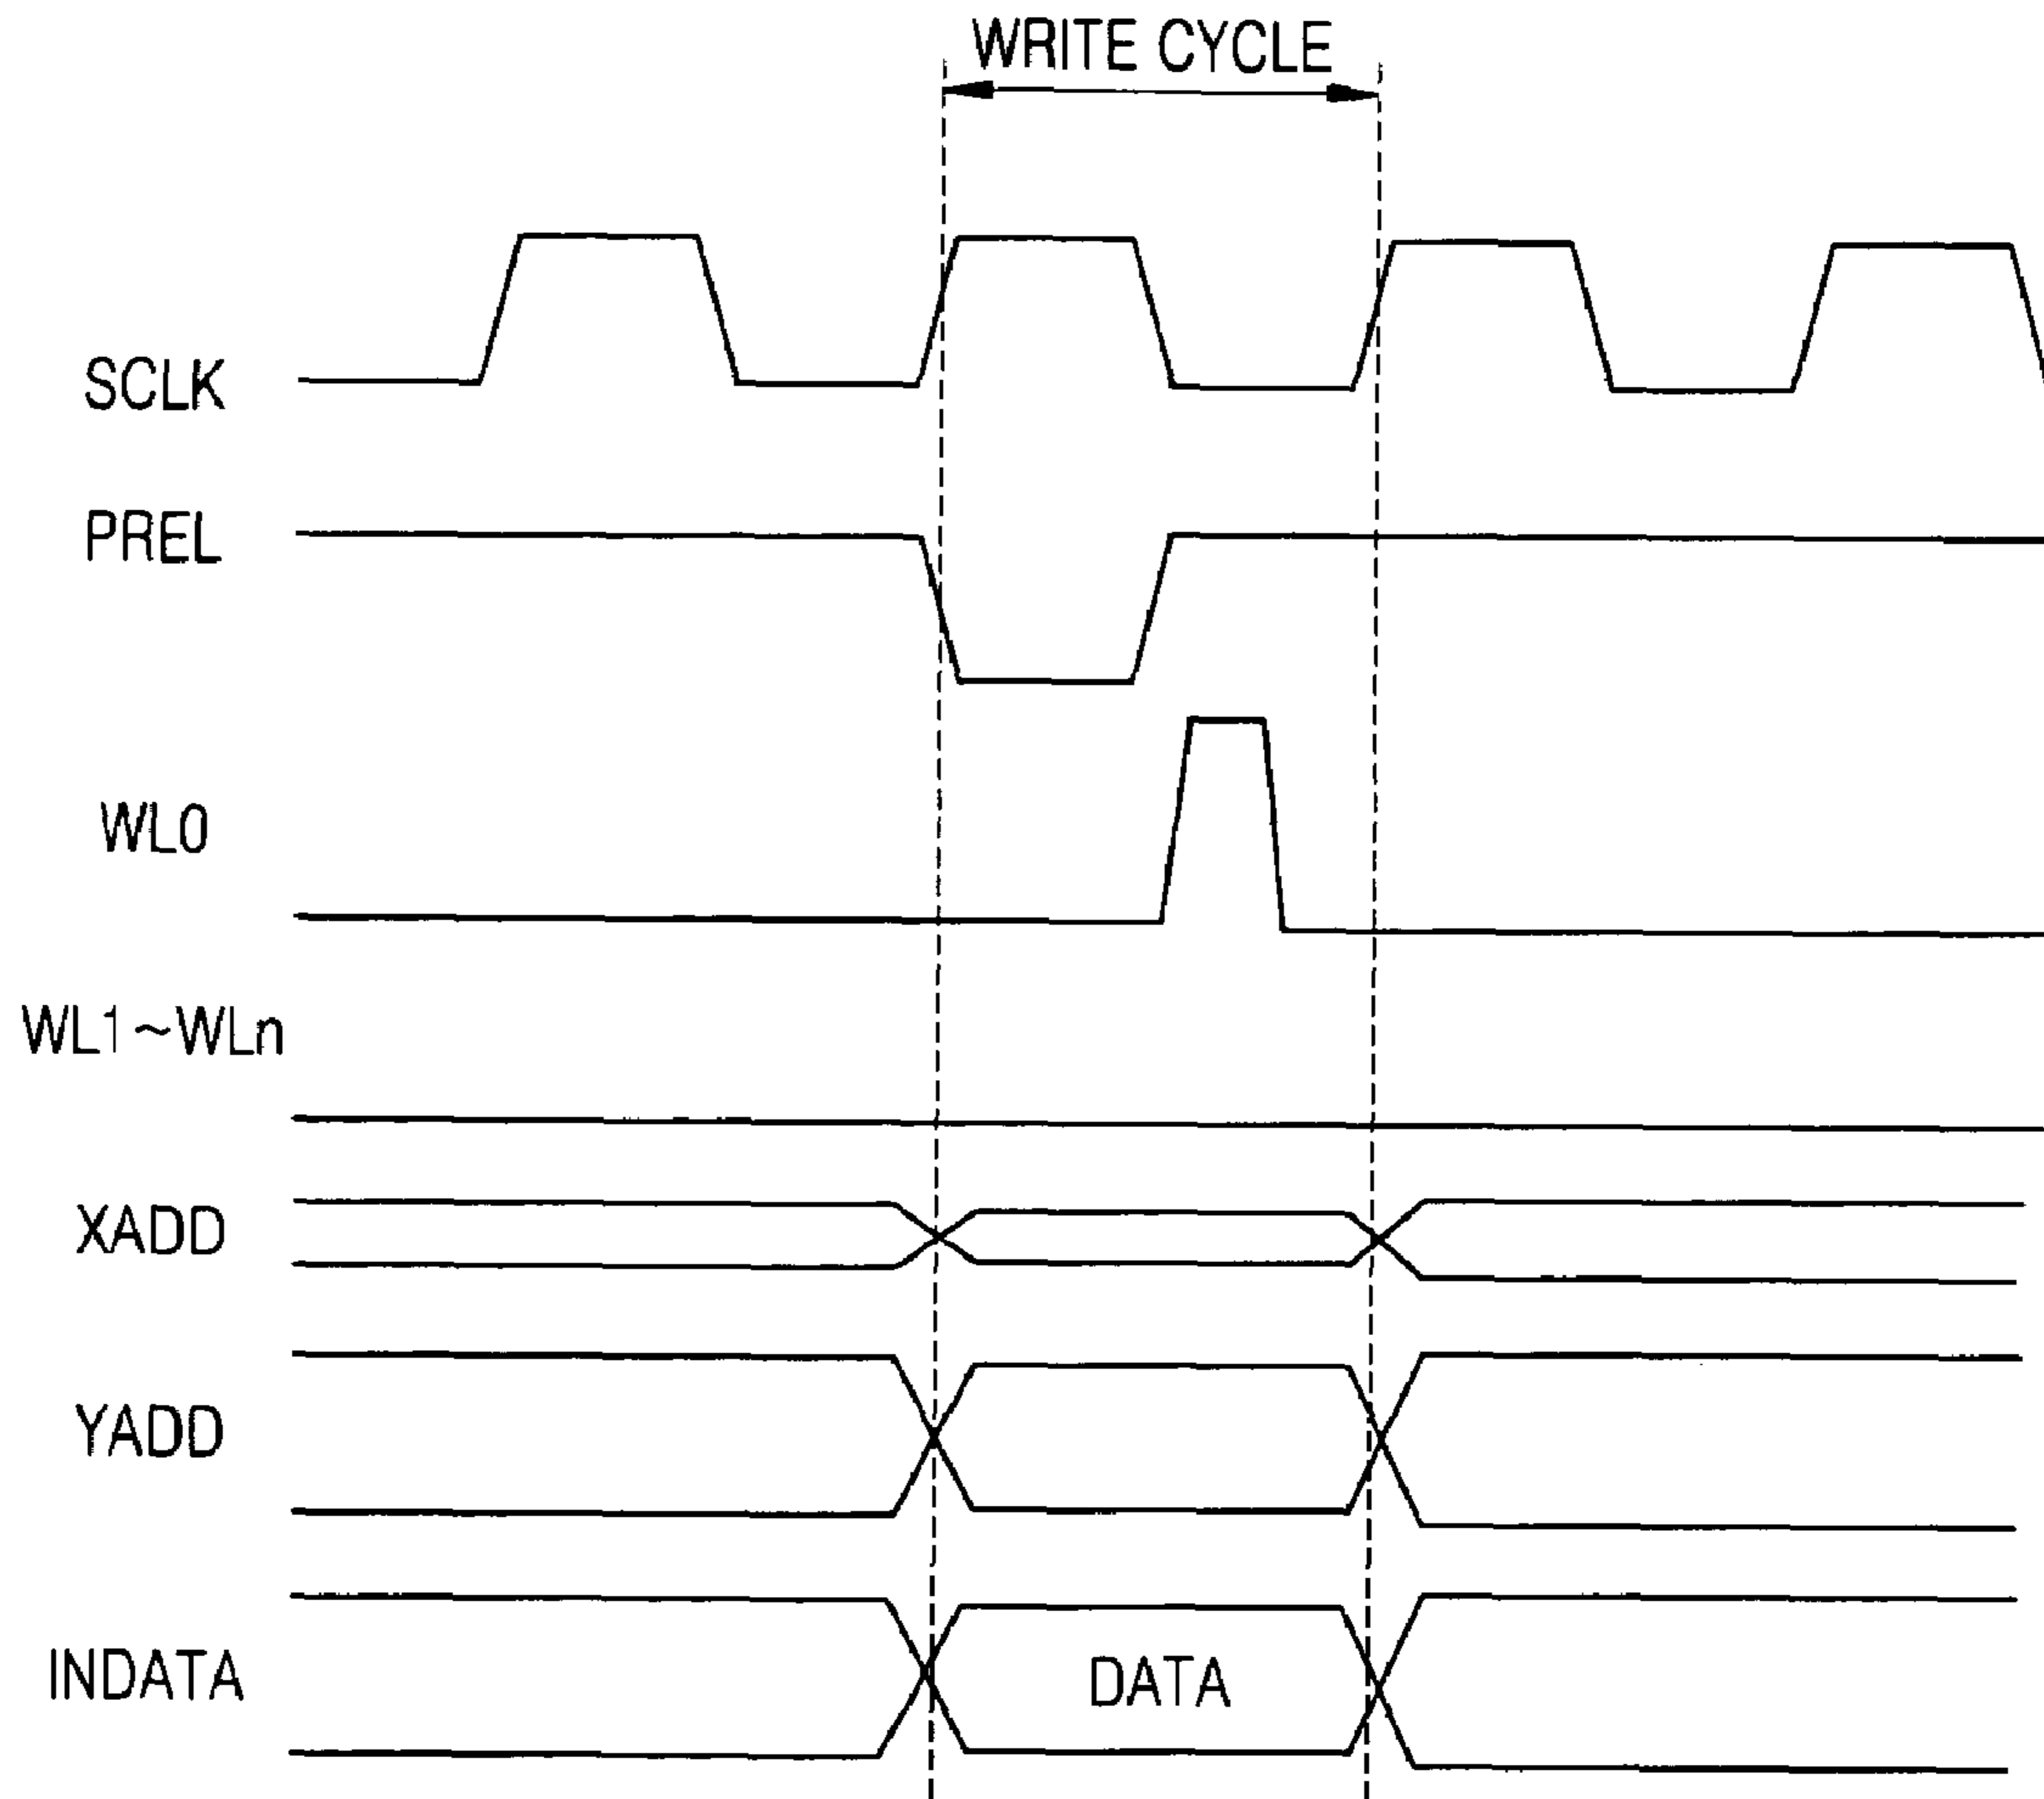 WRITE CYCLE
SCLK
PREL
WL0
WL1~WLn
XADD
YADD
INDATA
DATA